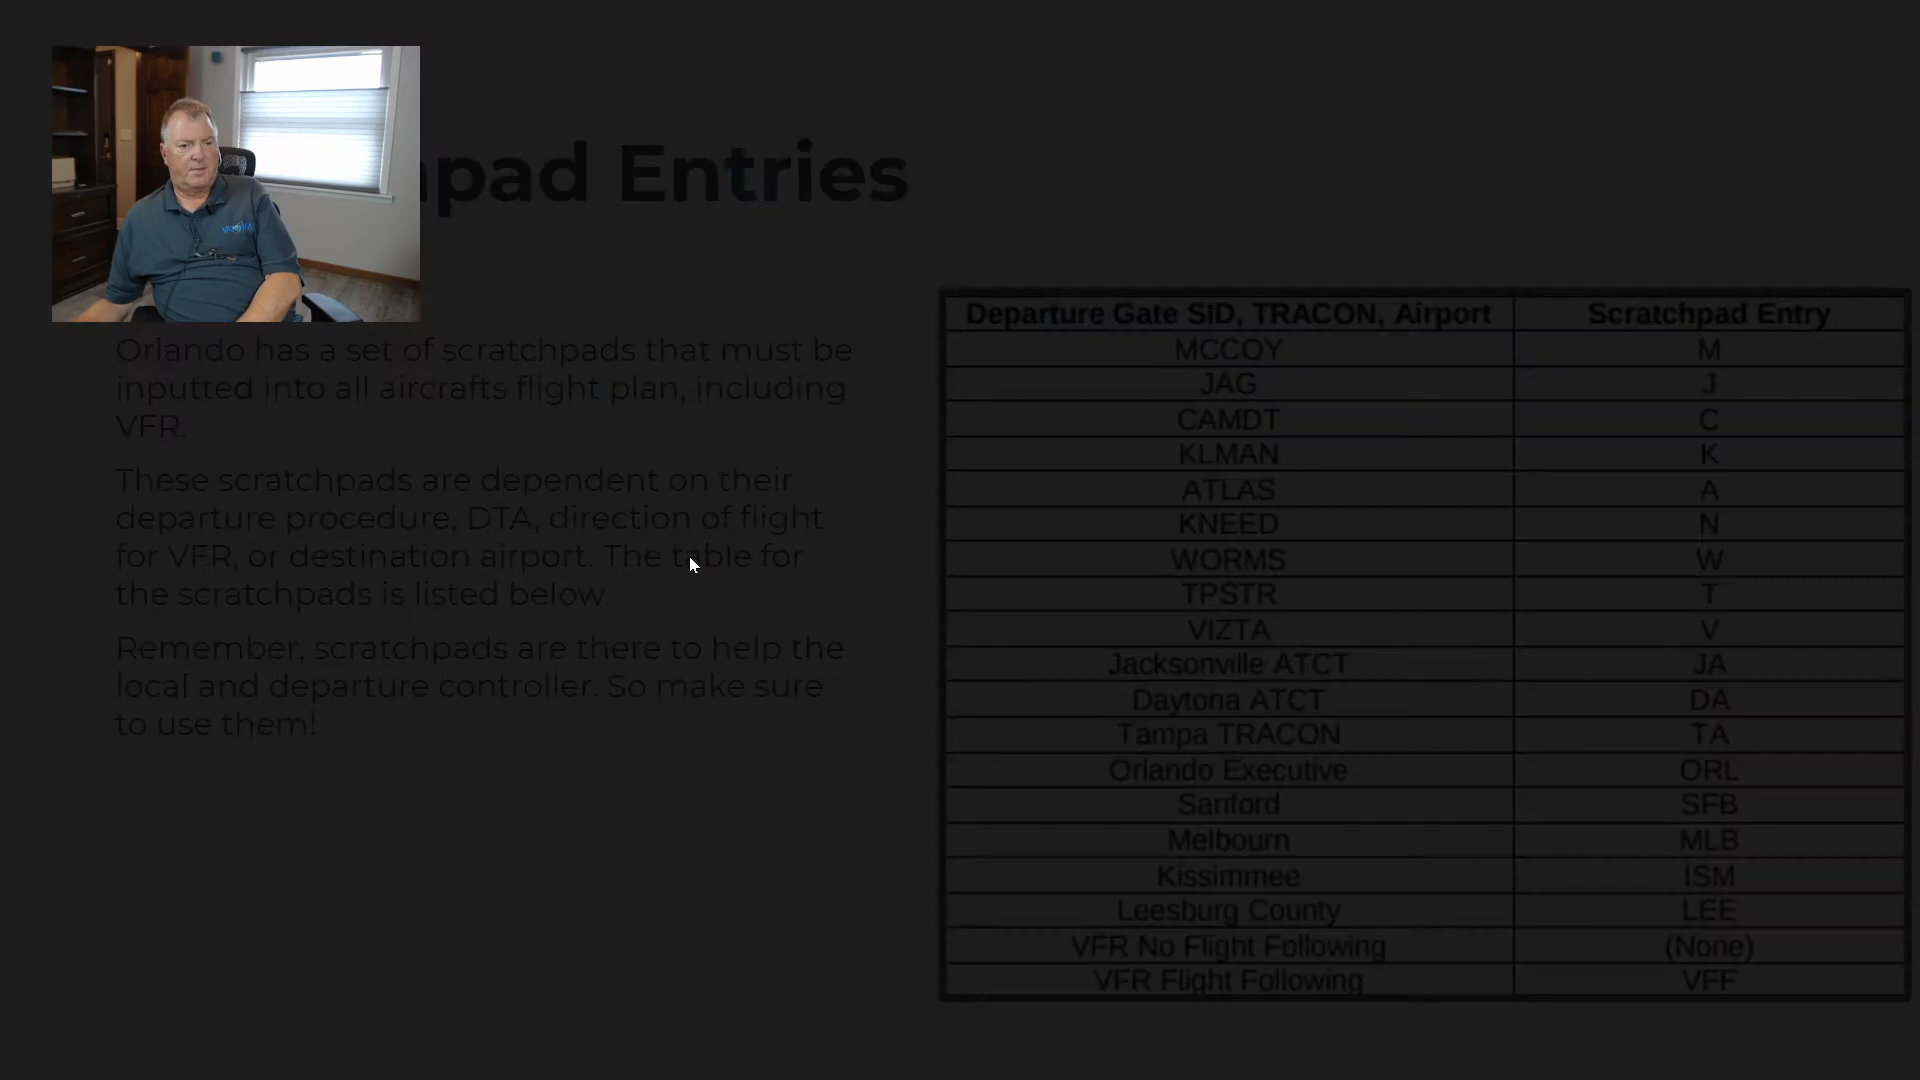 hpad Entries
Orlando has a set of scratchpads that must be
inputted into all aircrafts flight plan, including
VFR.
These scratchpads are dependent on their
departure procedure, DTA, direction of flight
for VFR, or destination airport. The table for
the scratchpads is listed below.
Remember, scratchpads are there to help the
local and departure controller. So make sure
to use them!
Departure Gate SID, TRACON, Airport Scratchpad Entry
MCCOY M
JAG J
CAMDT C
KLMAN K
ATLAS A
KNEED N
WORMS W
TPSTR T
VIZTA V
Jacksonville ATCT JA
Daytona ATCT DA
Tampa TRACON TA
Orlando Executive ORL
Sanford SFB
Melbourn MLB
Kissimmee ISM
Leesburg County LEE
VFR No Flight Following (None)
VFR Flight Following VFF